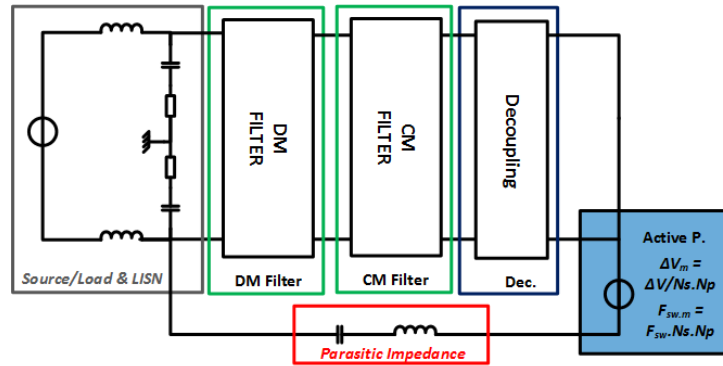 DM
FILTER
CM
FILTER
Decoupling
Source/Load & LISN
DM Filter
CM Filter
Dec.
Active P.
ΔVm =
ΔV/Ns.Np
Fsw.m =
Fsw.Ns.Np
Parasitic Impedance